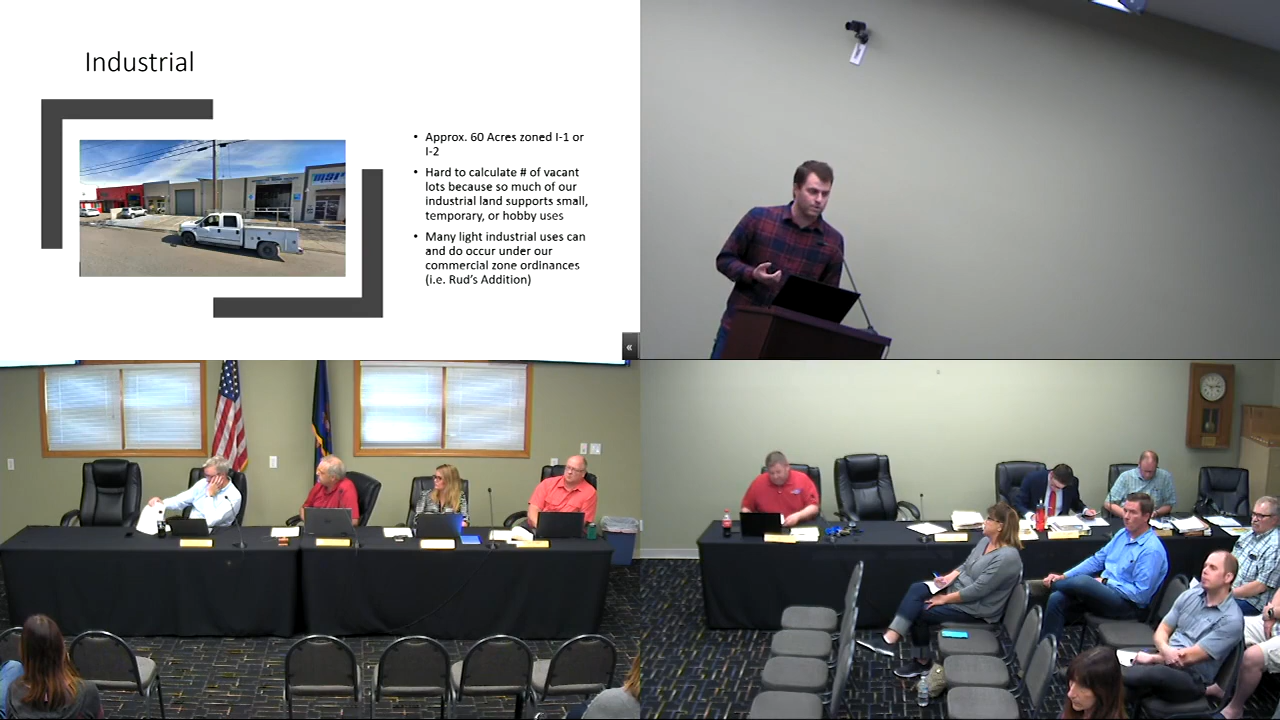 Industrial
• Approx. 60 Acres zoned I-1 or
I-2
• Hard to calculate # of vacant
lots because so much of our
industrial land supports small,
temporary, or hobby uses
• Many light industrial uses can
and do occur under our
commercial zone ordinances
(i.e. Rud's Addition)
«